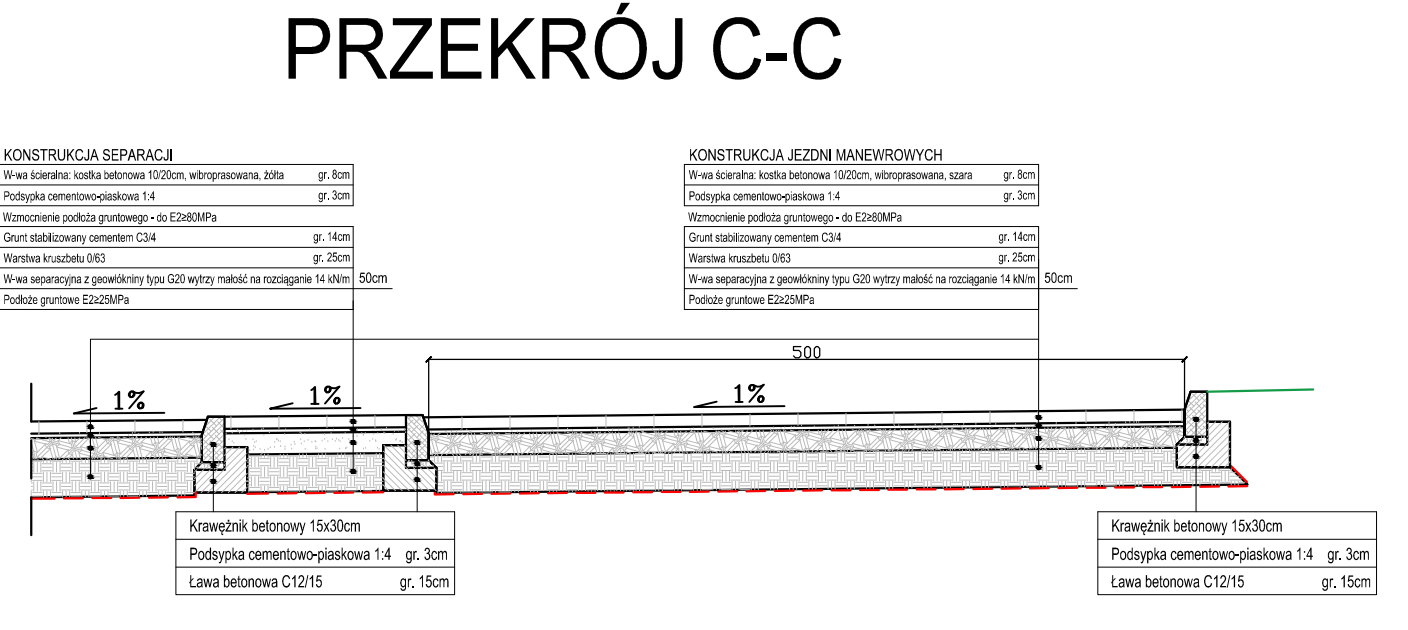 PRZEKRÓJ C-C
KONSTRUKCJA SEPARACJI
W-wa ścieralna: kostka betonowa 10/20cm, wibroprasowana, żółta gr. 8cm
Podsypka cementowo-piaskowa 1:4 gr. 3cm
Wzmocnienie podłoża gruntowego - do E2≥80MPa
Grunt stabilizowany cementem C3/4 gr. 14cm
Warstwa kruszbetu 0/63 gr. 25cm
W-wa separacyjna z geowłókniny typu G20 wytrzy małość na rozciąganie 14 kN/m 50cm
Podłoże gruntowe E2≥25MPa
KONSTRUKCJA JEZDNI MANEWROWYCH
W-wa ścieralna: kostka betonowa 10/20cm, wibroprasowana, szara gr. 8cm
Podsypka cementowo-piaskowa 1:4 gr. 3cm
Wzmocnienie podłoża gruntowego - do E2≥80MPa
Grunt stabilizowany cementem C3/4 gr. 14cm
Warstwa kruszbetu 0/63 gr. 25cm
W-wa separacyjna z geowłókniny typu G20 wytrzy małość na rozciąganie 14 kN/m 50cm
Podłoże gruntowe E2≥25MPa
500
1% 1% 1%
Krawężnik betonowy 15x30cm
Podsypka cementowo-piaskowa 1:4 gr. 3cm
Ława betonowa C12/15 gr. 15cm
Krawężnik betonowy 15x30cm
Podsypka cementowo-piaskowa 1:4 gr. 3cm
Ława betonowa C12/15 gr. 15cm